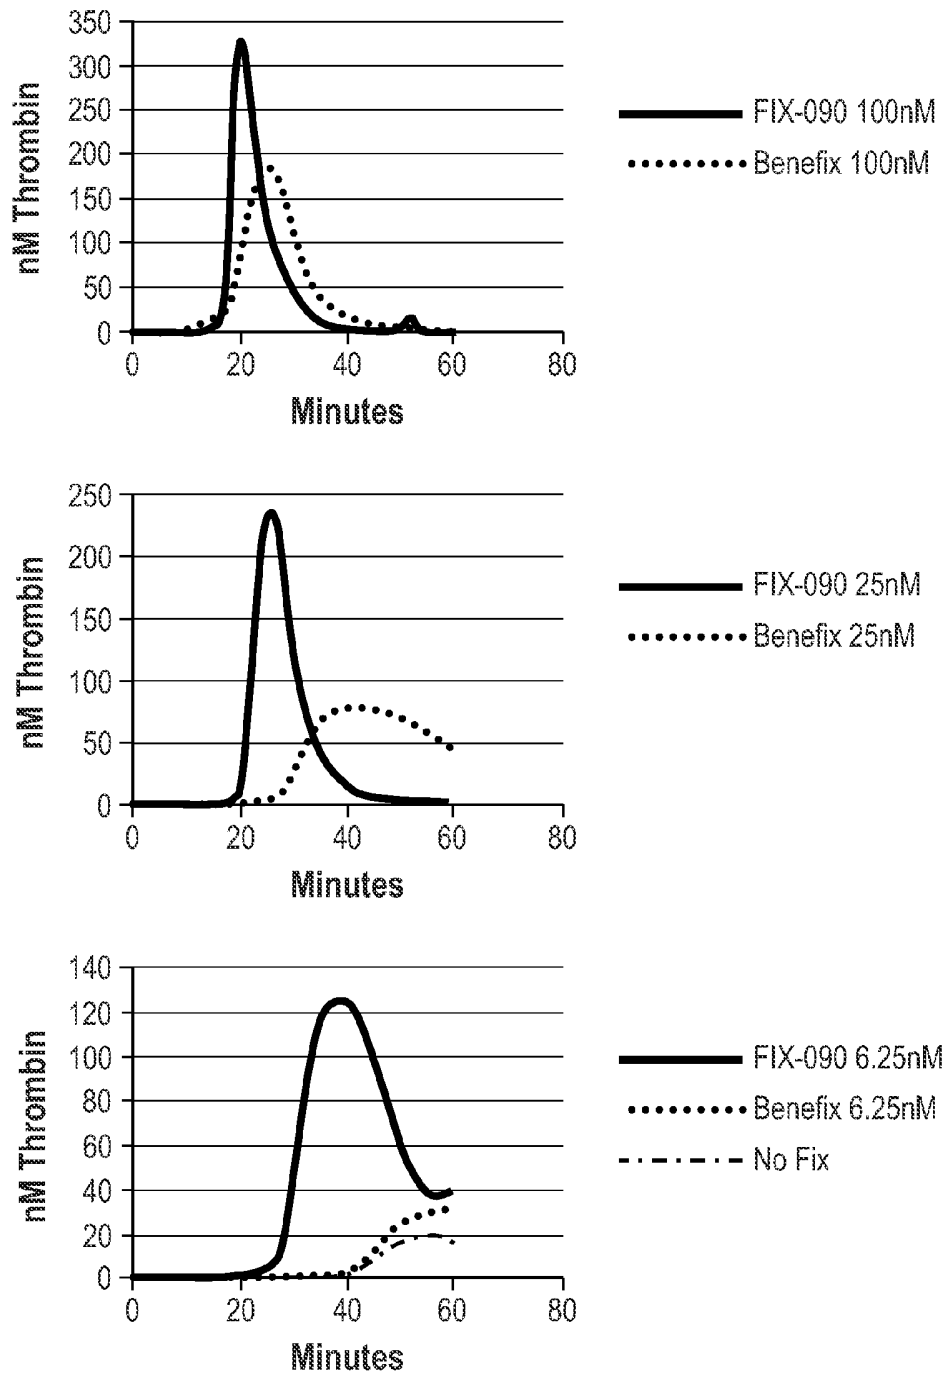 350
300
250
200
150
100
50
0
nM Thrombin
0 20 40 60 80
Minutes
FIX-090 100nM
Benefix 100nM
250
200
150
100
50
0
nM Thrombin
0 20 40 60 80
Minutes
FIX-090 25nM
Benefix 25nM
140
120
100
80
60
40
20
0
nM Thrombin
0 20 40 60 80
Minutes
FIX-090 6.25nM
Benefix 6.25nM
No Fix